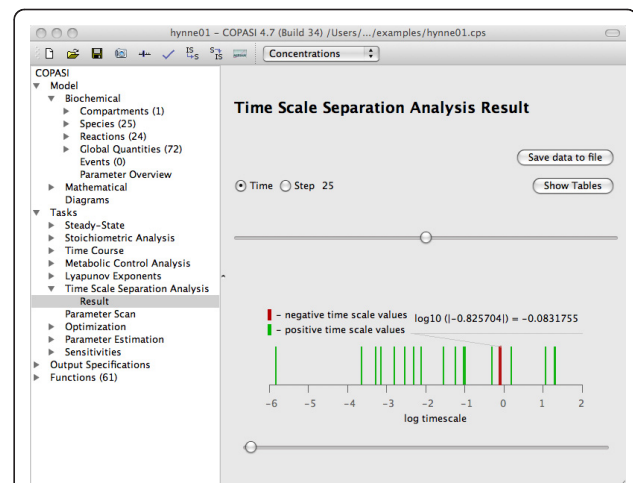 hynne01 – COPASI 4.7 (Build 34) /Users/.../examples/hynne01.cps
IS →S S→ IS Concentrations
COPASI
Model
Biochemical
Compartments (1)
Species (25)
Reactions (24)
Global Quantities (72)
Events (0)
Parameter Overview
Mathematical
Diagrams
Tasks
Steady-State
Stoichiometric Analysis
Time Course
Metabolic Control Analysis
Lyapunov Exponents
Time Scale Separation Analysis
Result
Parameter Scan
Optimization
Parameter Estimation
Sensitivities
Output Specifications
Functions (61)
Time Scale Separation Analysis Result
Save data to file
Time Step 25 Show Tables
– negative time scale values log10 (|-0.825704|) = -0.0831755
– positive time scale values
-6 -5 -4 -3 -2 -1 0 1 2
log timescale